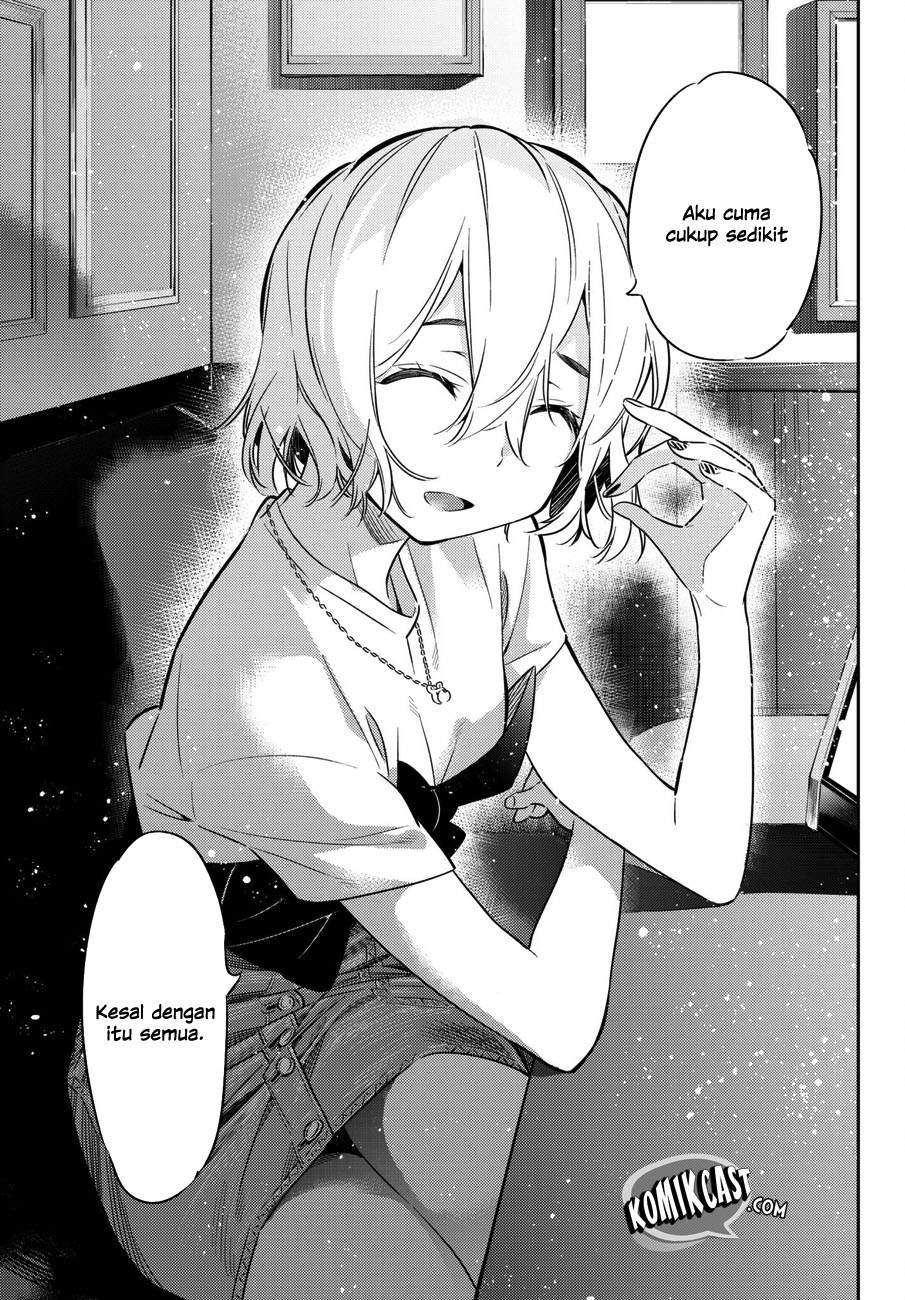 Aku cuma
cukup sedikit
Kesal dengan
itu semua.
KOMIKCAST
.COM